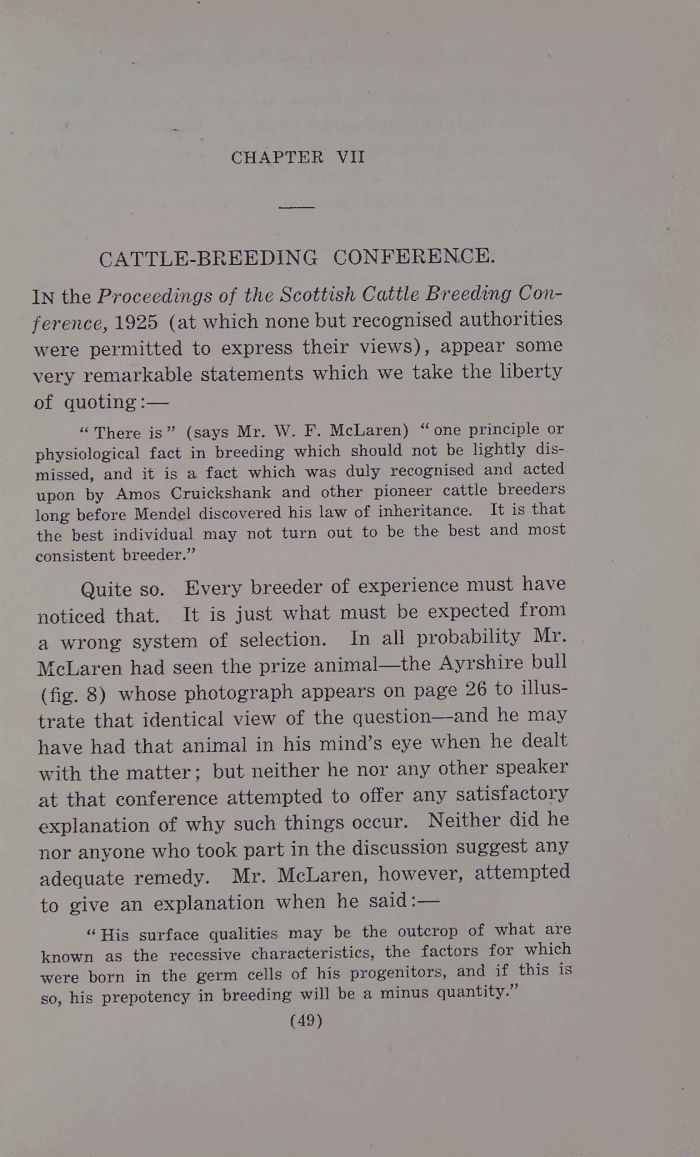 CHAPTER VII
CATTLE-BREEDING CONFERENCE.
IN the Proceedings of the Scottish Cattle Breeding Con-
ference, 1925 (at which none but recognised authorities
were permitted to express their views), appear some
very remarkable statements which we take the liberty
of quoting:—
“There is” (says Mr. W. F. McLaren) “one principle or
physiological fact in breeding which should not be lightly dis-
missed, and it is a fact which was duly recognised and acted
upon by Amos Cruickshank and other pioneer cattle breeders
long before Mendel discovered his law of inheritance. It is that
the best individual may not turn out to be the best and most
consistent breeder.”
Quite so. Every breeder of experience must have
noticed that. It is just what must be expected from
a wrong system of selection. In all probability Mr.
McLaren had seen the prize animal—the Ayrshire bull
(fig. 8) whose photograph appears on page 26 to illus-
trate that identical view of the question—and he may
have had that animal in his mind’s eye when he dealt
with the matter; but neither he nor any other speaker
at that conference attempted to offer any satisfactory
explanation of why such things occur. Neither did he
nor anyone who took part in the discussion suggest any
adequate remedy. Mr. McLaren, however, attempted
to give an explanation when he said:—
“His surface qualities may be the outcrop of what are
known as the recessive characteristics, the factors for which
were born in the germ cells of his progenitors, and if this is
so, his prepotency in breeding will be a minus quantity.”
(49)